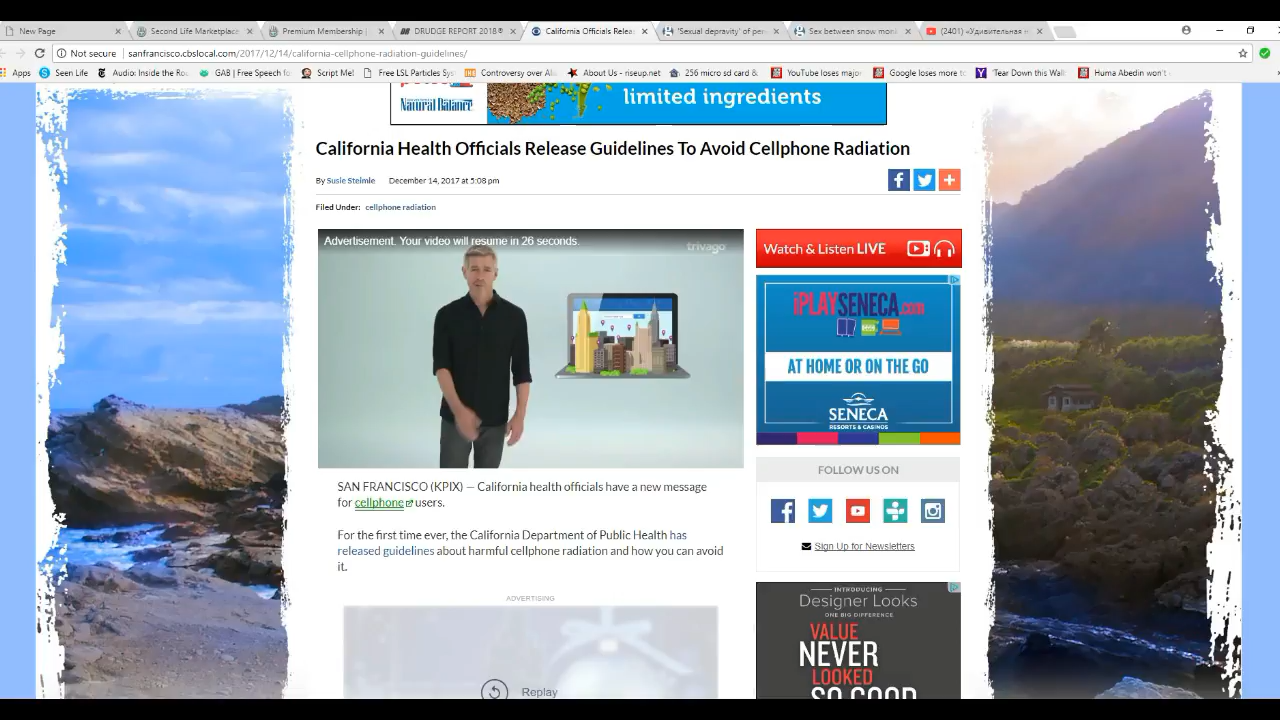 New Page
Second Life Marketplace
Premium Membership |
DRUDGE REPORT 2018®
California Officials Relea
'Sexual depravity' of pen
Sex between snow monk
(2401) «Удивительная н
Not secure
sanfrancisco.cbslocal.com/2017/12/14/california-cellphone-radiation-guidelines/
Apps
Seen Life
Audio: Inside the Ro
GAB | Free Speech fo
Script Me!
Free LSL Particles Sys
Controversy over Al
About Us - riseup.net
256 micro sd card &
YouTube loses major
Google loses more t
'Tear Down this Wall
Huma Abedin won't
Natural Balance
limited ingredients
California Health Officials Release Guidelines To Avoid Cellphone Radiation
By Susie Steimle December 14, 2017 at 5:08 pm
Filed Under: cellphone radiation
Advertisement. Your video will resume in 26 seconds.
trivago
SAN FRANCISCO (KPIX) — California health officials have a new message
for cellphone users.
For the first time ever, the California Department of Public Health has
released guidelines about harmful cellphone radiation and how you can avoid
it.
ADVERTISING
Replay
Watch & Listen LIVE
iPLAYSENECA.com
AT HOME OR ON THE GO
SENECA
RESORTS & CASINOS
FOLLOW US ON
Sign Up for Newsletters
INTRODUCING
Designer Looks
ONE BIG DIFFERENCE.
VALUE
NEVER
LOOKED
SO GOOD